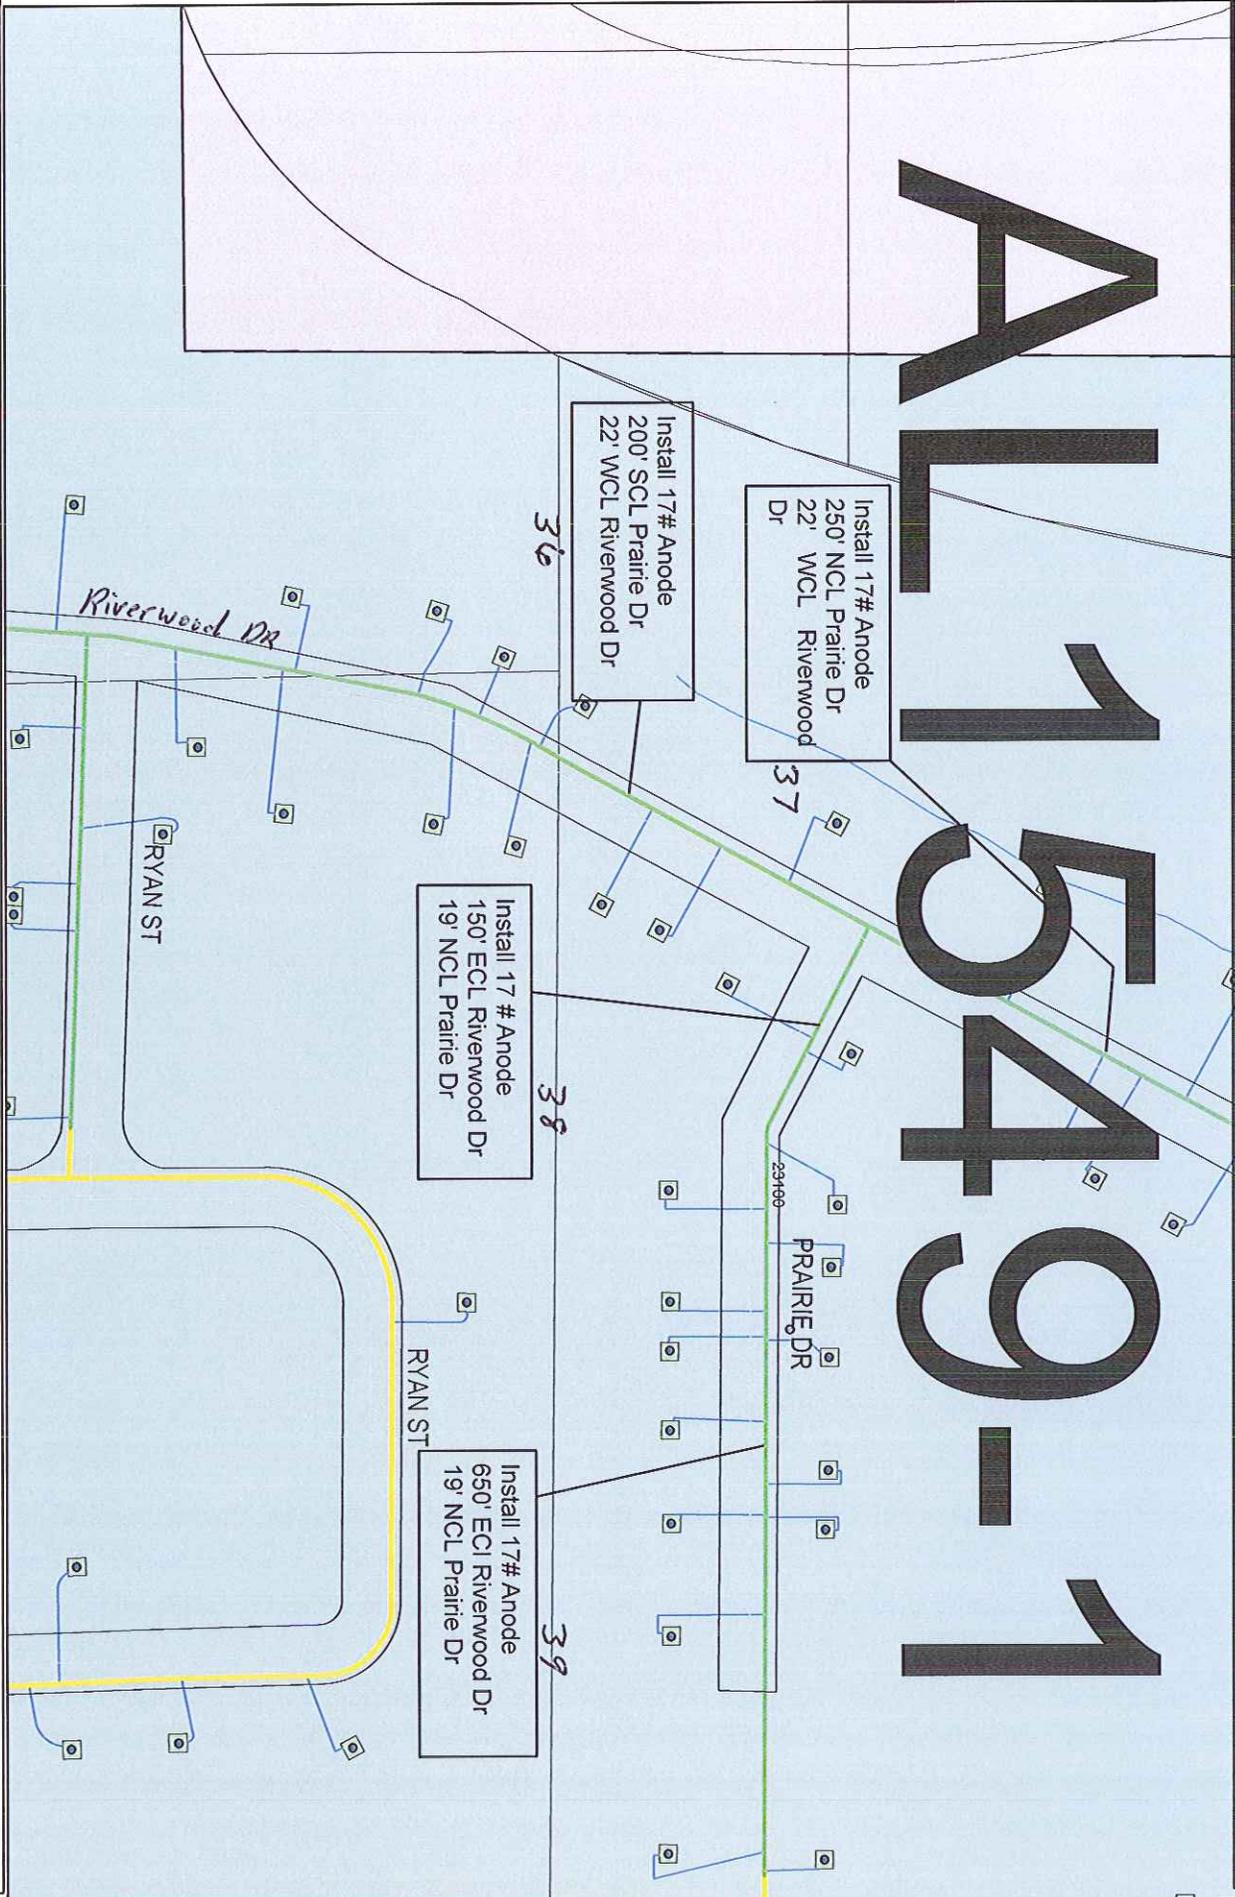 AL 15549-1
Install 17# Anode
250' NCL Prairie Dr
22' WCL Riverwood
Dr
37
Install 17# Anode
200' SCL Prairie Dr
22' WCL Riverwood Dr
36
Riverwood DR
RYAN ST
Install 17 # Anode
150' ECL Riverwood Dr
19' NCL Prairie Dr
38
23100
PRAIRIE DR
RYAN ST
Install 17# Anode
650' ECl Riverwood Dr
19' NCL Prairie Dr
39